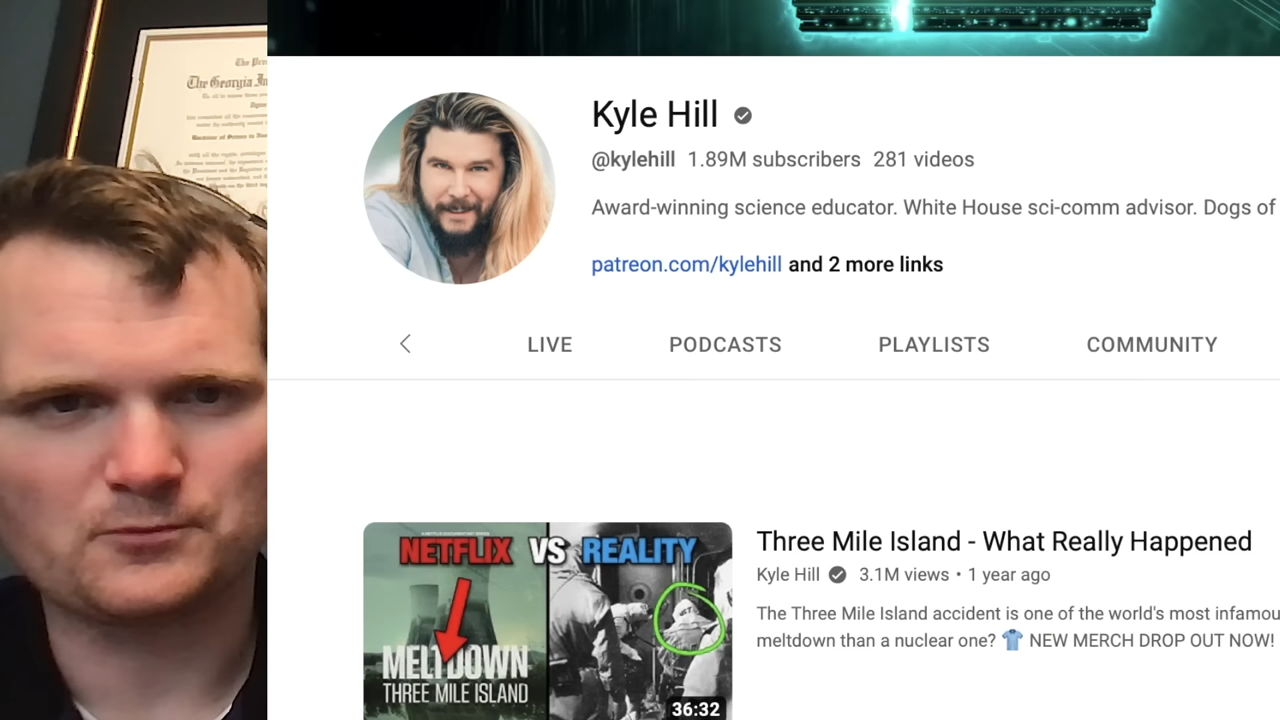 The Georgia
Kyle Hill
@kylehill 1.89M subscribers 281 videos
Award-winning science educator. White House sci-comm advisor. Dogs of
patreon.com/kylehill and 2 more links
LIVE PODCASTS PLAYLISTS COMMUNITY
NETFLIX VS REALITY
MELTDOWN
THREE MILE ISLAND
36:32
Three Mile Island - What Really Happened
Kyle Hill 3.1M views • 1 year ago
The Three Mile Island accident is one of the world's most infamou
meltdown than a nuclear one? 👕 NEW MERCH DROP OUT NOW!